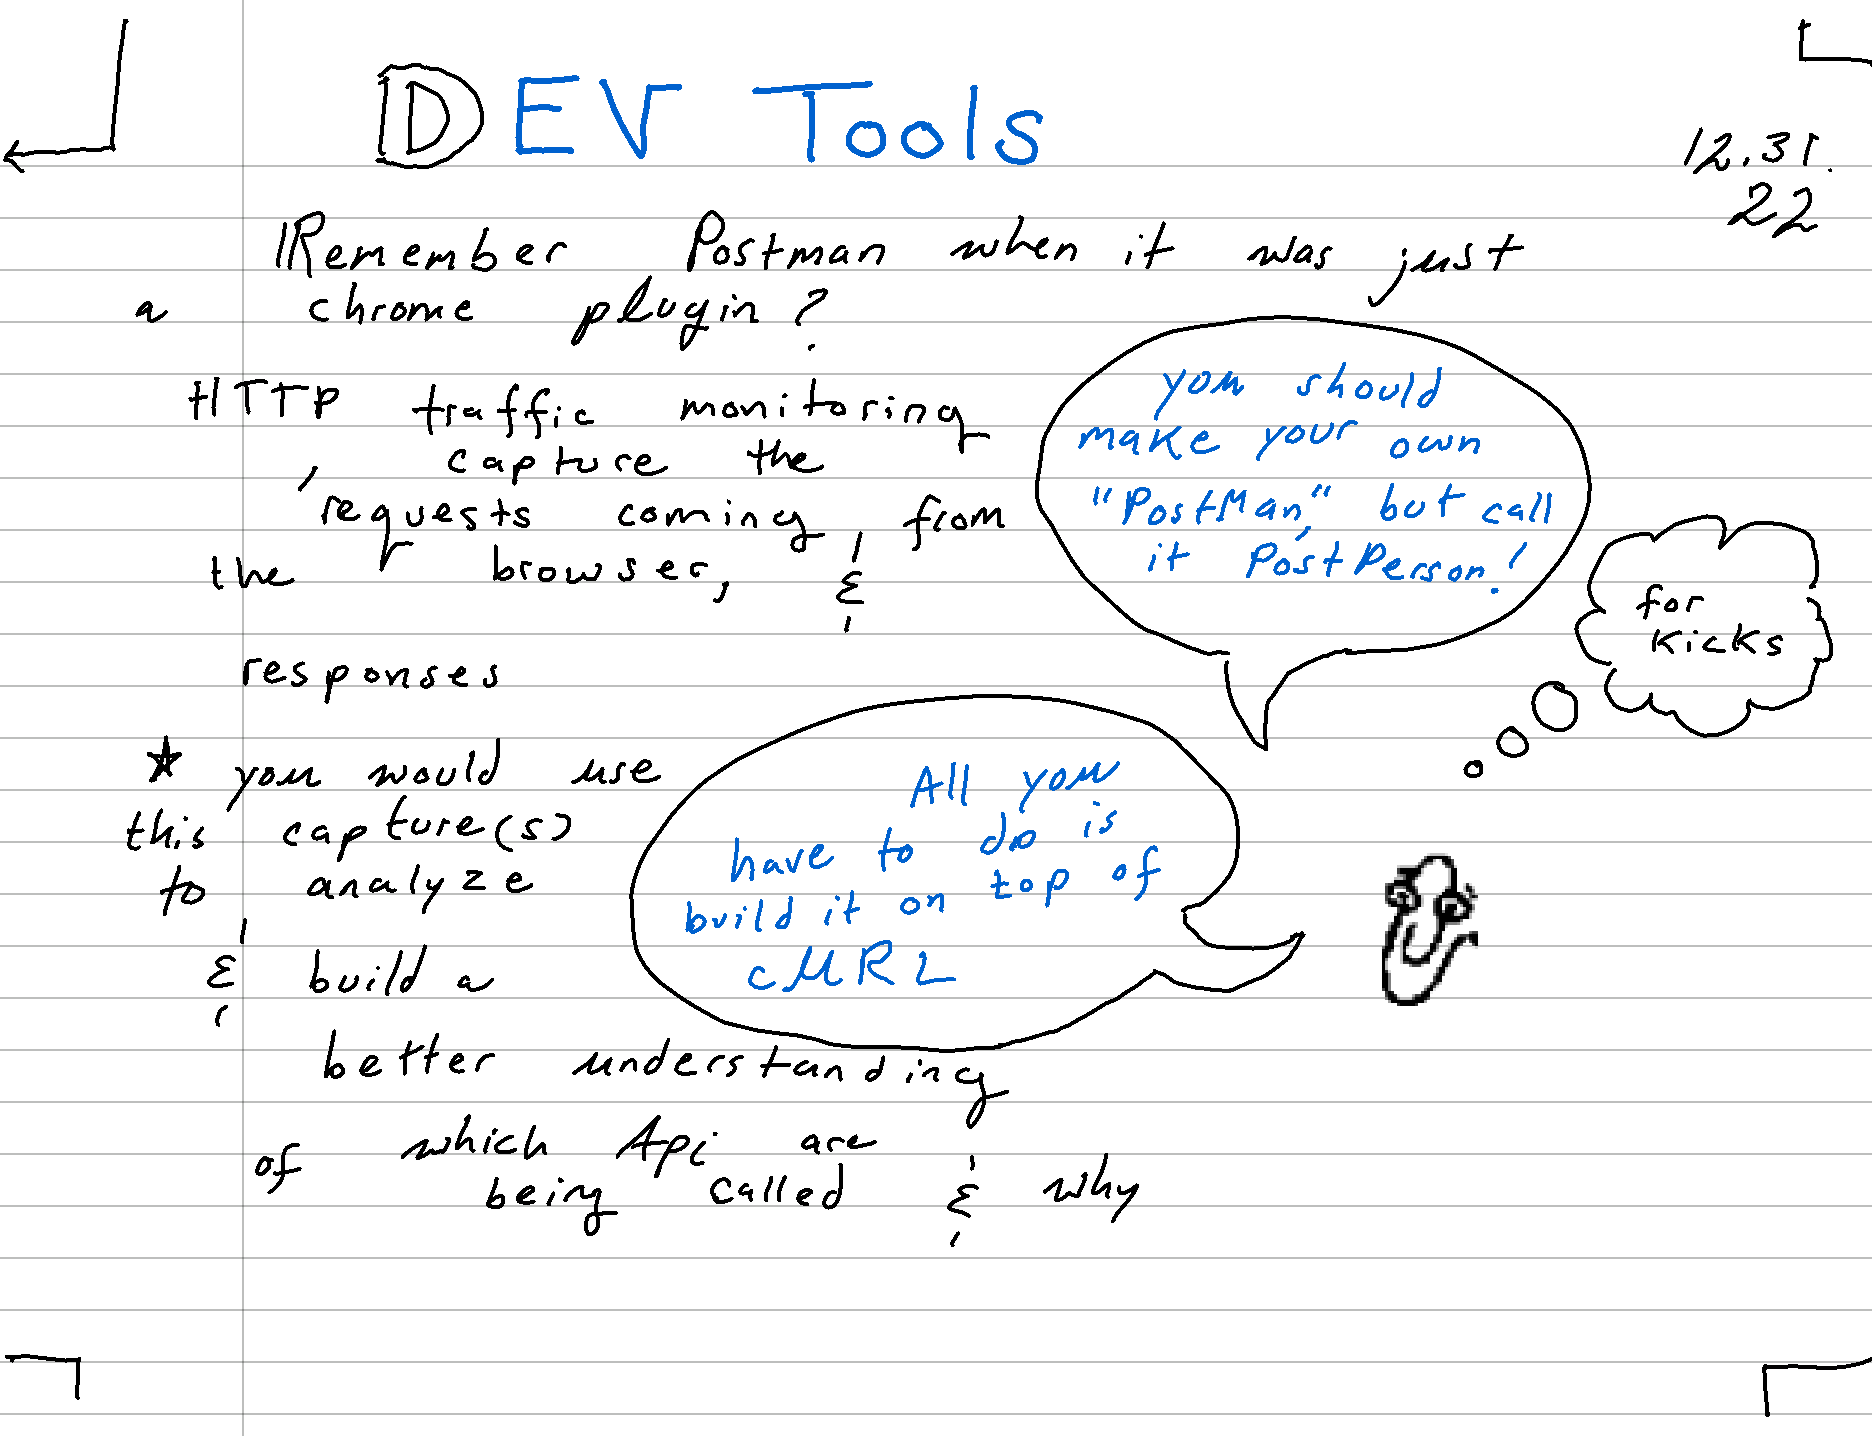 DEV Tools
12.31.
22
Remember Postman when it was just
a chrome plugin?
HTTP traffic monitoring
, capture the
requests coming from
the browser, &
responses
you should
make your own
"PostMan," but call
it PostPerson!
for
kicks
★ you would use
this capture(s)
to analyze
& build a
better understanding
of which Api are
being called & why
All you
have to do is
build it on top of
cURL